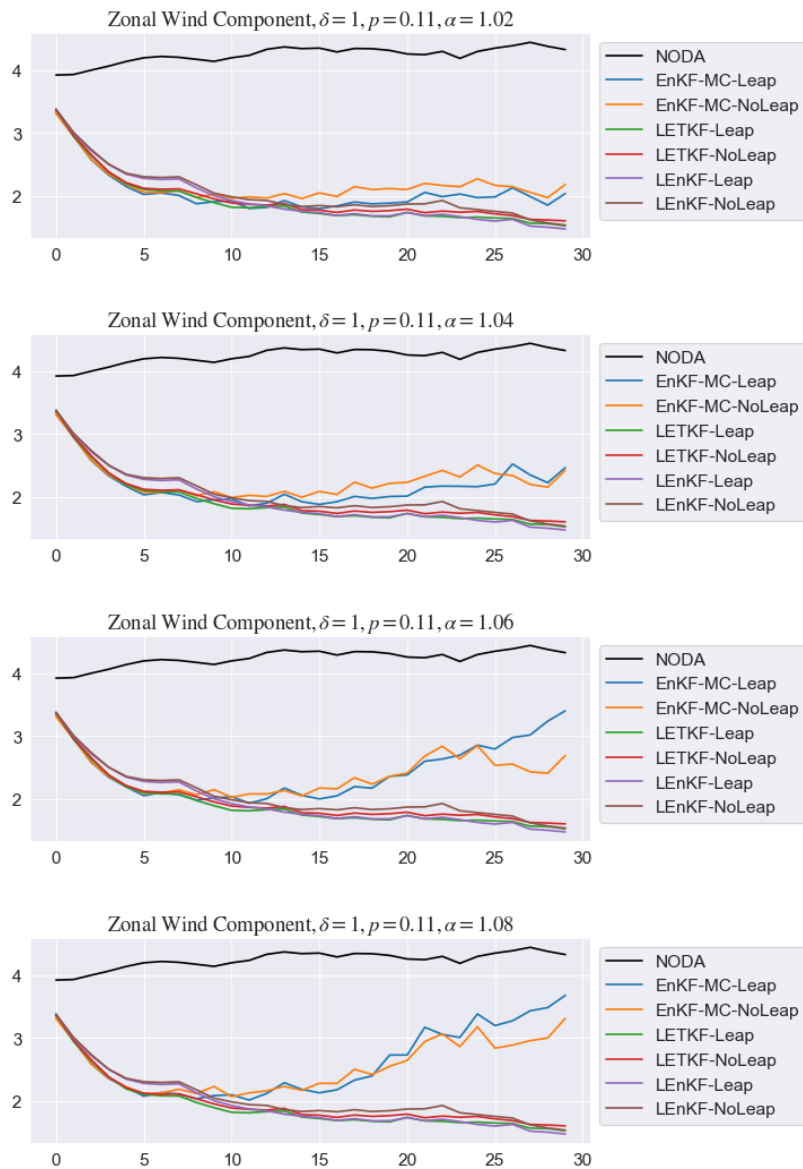 Zonal Wind Component, δ = 1, p = 0.11, α = 1.02
4
3
2
0 5 10 15 20 25 30
NODA
EnKF-MC-Leap
EnKF-MC-NoLeap
LETKF-Leap
LETKF-NoLeap
LEnKF-Leap
LEnKF-NoLeap
Zonal Wind Component, δ = 1, p = 0.11, α = 1.04
4
3
2
0 5 10 15 20 25 30
NODA
EnKF-MC-Leap
EnKF-MC-NoLeap
LETKF-Leap
LETKF-NoLeap
LEnKF-Leap
LEnKF-NoLeap
Zonal Wind Component, δ = 1, p = 0.11, α = 1.06
4
3
2
0 5 10 15 20 25 30
NODA
EnKF-MC-Leap
EnKF-MC-NoLeap
LETKF-Leap
LETKF-NoLeap
LEnKF-Leap
LEnKF-NoLeap
Zonal Wind Component, δ = 1, p = 0.11, α = 1.08
4
3
2
0 5 10 15 20 25 30
NODA
EnKF-MC-Leap
EnKF-MC-NoLeap
LETKF-Leap
LETKF-NoLeap
LEnKF-Leap
LEnKF-NoLeap